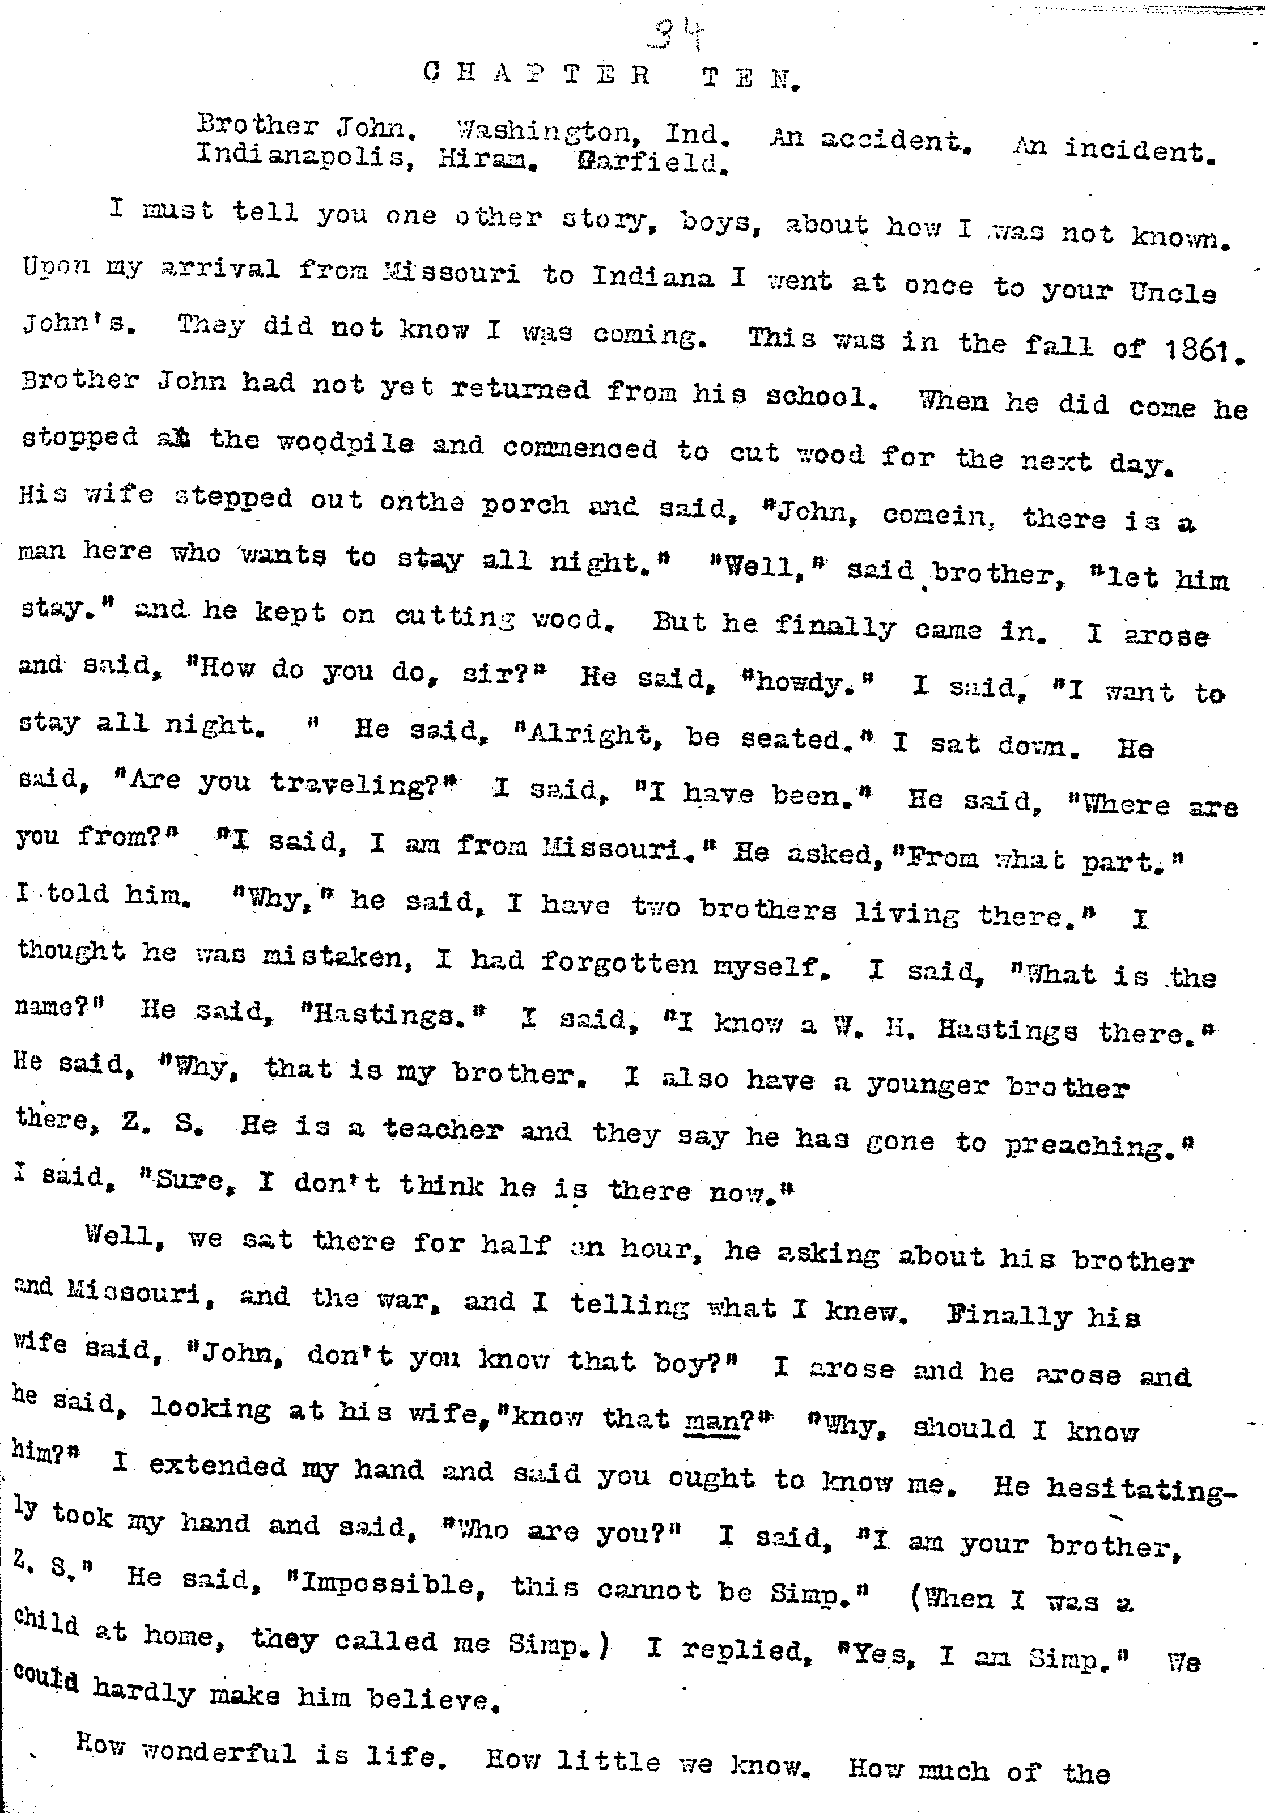 34
CHAPTER TEN.
Brother John. Washington, Ind. An accident. An incident.
Indianapolis, Hiram. Garfield.
I must tell you one other story, boys, about how I was not known.
Upon my arrival from Missouri to Indiana I went at once to your Uncle
John's. They did not know I was coming. This was in the fall of 1861.
Brother John had not yet returned from his school. When he did come he
stopped at the woodpile and commenced to cut wood for the next day.
His wife stepped out onthe porch and said, "John, comein, there is a
man here who wants to stay all night." "Well," said brother, "let him
stay." and he kept on cutting wood. But he finally came in. I arose
and said, "How do you do, sir?" He said, "howdy." I said, "I want to
stay all night. " He said, "Alright, be seated." I sat down. He
said, "Are you traveling?" I said, "I have been." He said, "Where are
you from?" "I said, I am from Missouri." He asked,"From what part."
I told him. "Why," he said, I have two brothers living there." I
thought he was mistaken, I had forgotten myself. I said, "What is the
name?" He said, "Hastings." I said, "I know a W. H. Hastings there."
He said, "Why, that is my brother. I also have a younger brother
there, Z. S. He is a teacher and they say he has gone to preaching."
I said, "Sure, I don't think he is there now."
Well, we sat there for half an hour, he asking about his brother
and Missouri, and the war, and I telling what I knew. Finally his
wife said, "John, don't you know that boy?" I arose and he arose and
he said, looking at his wife,"know that man?" "Why, should I know
him?" I extended my hand and said you ought to know me. He hesitating-
ly took my hand and said, "Who are you?" I said, "I am your brother,
Z. S." He said, "Impossible, this cannot be Simp." (When I was a
child at home, they called me Simp.) I replied, "Yes, I am Simp." We
could hardly make him believe.
How wonderful is life. How little we know. How much of the